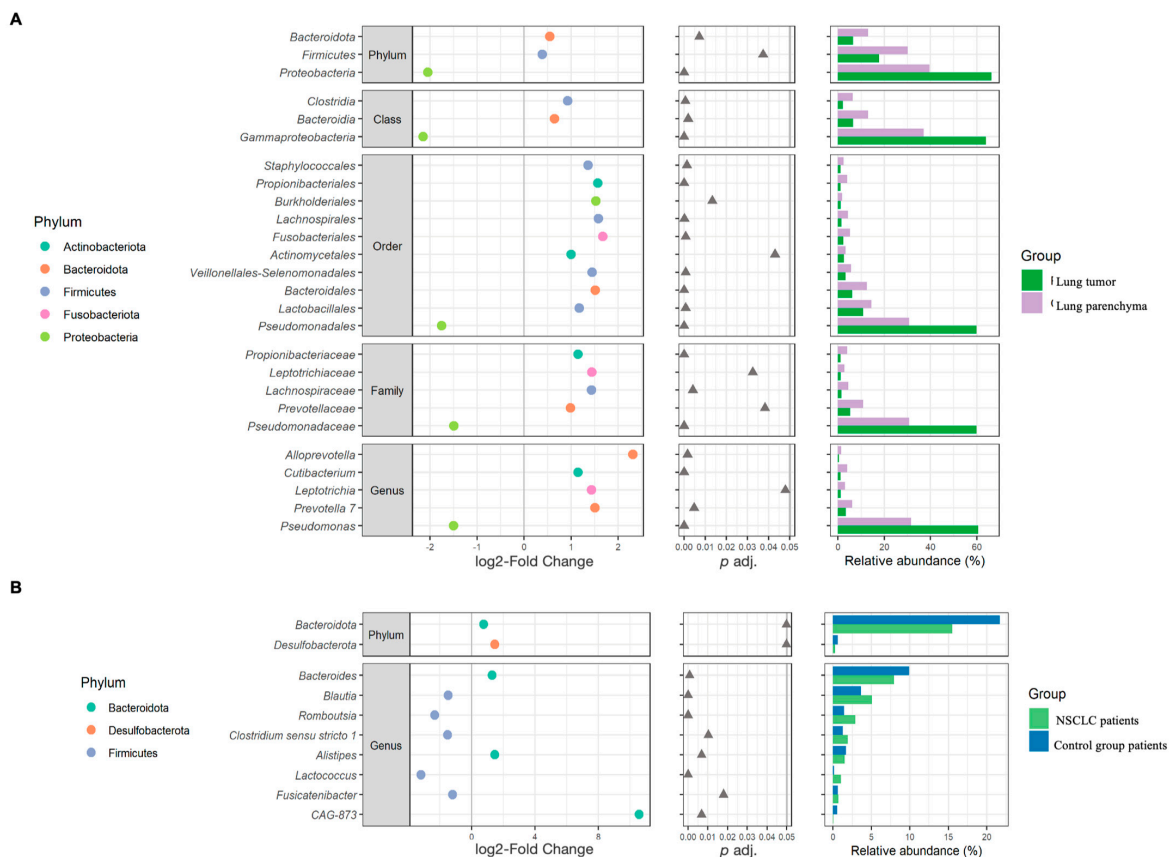 A
Phylum
Actinobacteriota
Bacteroidota
Firmicutes
Fusobacteriota
Proteobacteria
Bacteroidota
Firmicutes
Proteobacteria
Phylum
Clostridia
Bacteroidia
Gammaproteobacteria
Class
Staphylococcales
Propionibacteriales
Burkholderiales
Lachnospirales
Fusobacteriales
Actinomycetales
Veillonellales-Selenomonadales
Bacteroidales
Lactobacillales
Pseudomonadales
Order
Propionibacteriaceae
Leptotrichiaceae
Lachnospiraceae
Prevotellaceae
Pseudomonadaceae
Family
Alloprevotella
Cutibacterium
Leptotrichia
Prevotella 7
Pseudomonas
Genus
-2 -1 0 1 2
log2-Fold Change
0.00 0.01 0.02 0.03 0.04 0.05
p adj.
0 20 40 60
Relative abundance (%)
Group
Lung tumor
Lung parenchyma
B
Phylum
Bacteroidota
Desulfobacterota
Firmicutes
Bacteroidota
Desulfobacterota
Phylum
Bacteroides
Blautia
Romboutsia
Clostridium sensu stricto 1
Alistipes
Lactococcus
Fusicatenibacter
CAG-873
Genus
0 4 8
log2-Fold Change
0.00 0.01 0.02 0.03 0.04 0.05
p adj.
0 5 10 15 20
Relative abundance (%)
Group
NSCLC patients
Control group patients